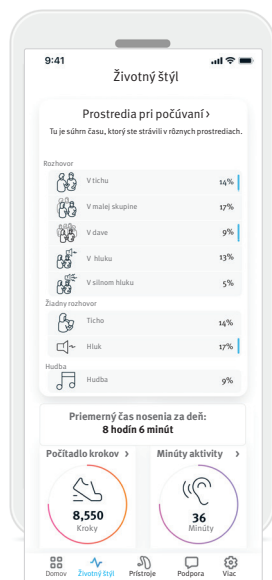 9:41
Životný štýl
Prostredia pri počúvaní ›
Tu je súhrn času, ktorý ste strávili v rôznych prostrediach.
Rozhovor
V tichu 14%
V malej skupine 17%
V dave 9%
V hluku 13%
V silnom hluku 5%
Žiadny rozhovor
Ticho 14%
Hluk 17%
Hudba
Hudba 9%
Priemerný čas nosenia za deň:
8 hodín 6 minút
Počítadlo krokov › Minúty aktivity ›
8,550 36
Kroky Minúty
Domov Životný štýl Prístroje Podpora Viac